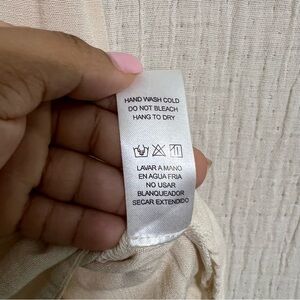 HAND WASH COLD
DO NOT BLEACH
HANG TO DRY
LAVAR A MANO
EN AGUA FRIA
NO USAR
BLANQUEADOR
SECAR EXTENDIDO